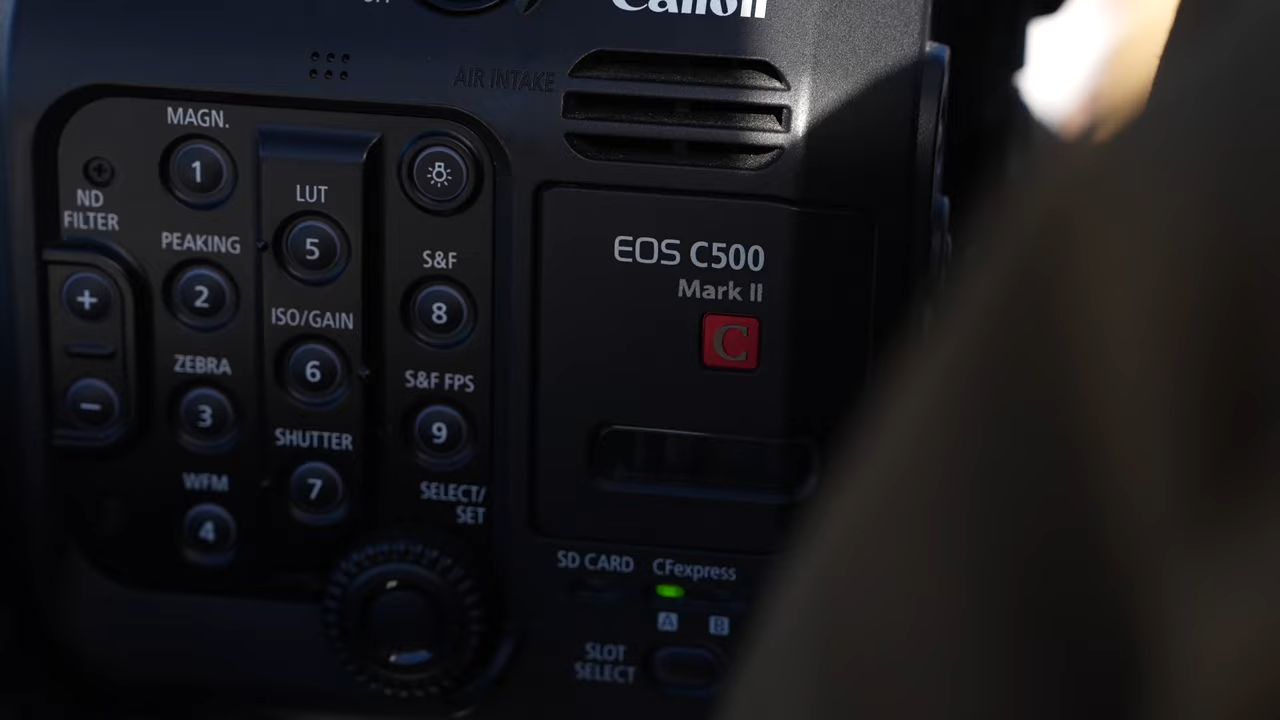 OFF
Canon
AIR INTAKE
MAGN.
1
ND
FILTER
LUT
5
PEAKING
2
S&F
8
+
ISO/GAIN
6
ZEBRA
3
S&F FPS
9
−
SHUTTER
7
WFM
4
SELECT/
SET
EOS C500
Mark II
C
SD CARD CFexpress
A B
SLOT
SELECT